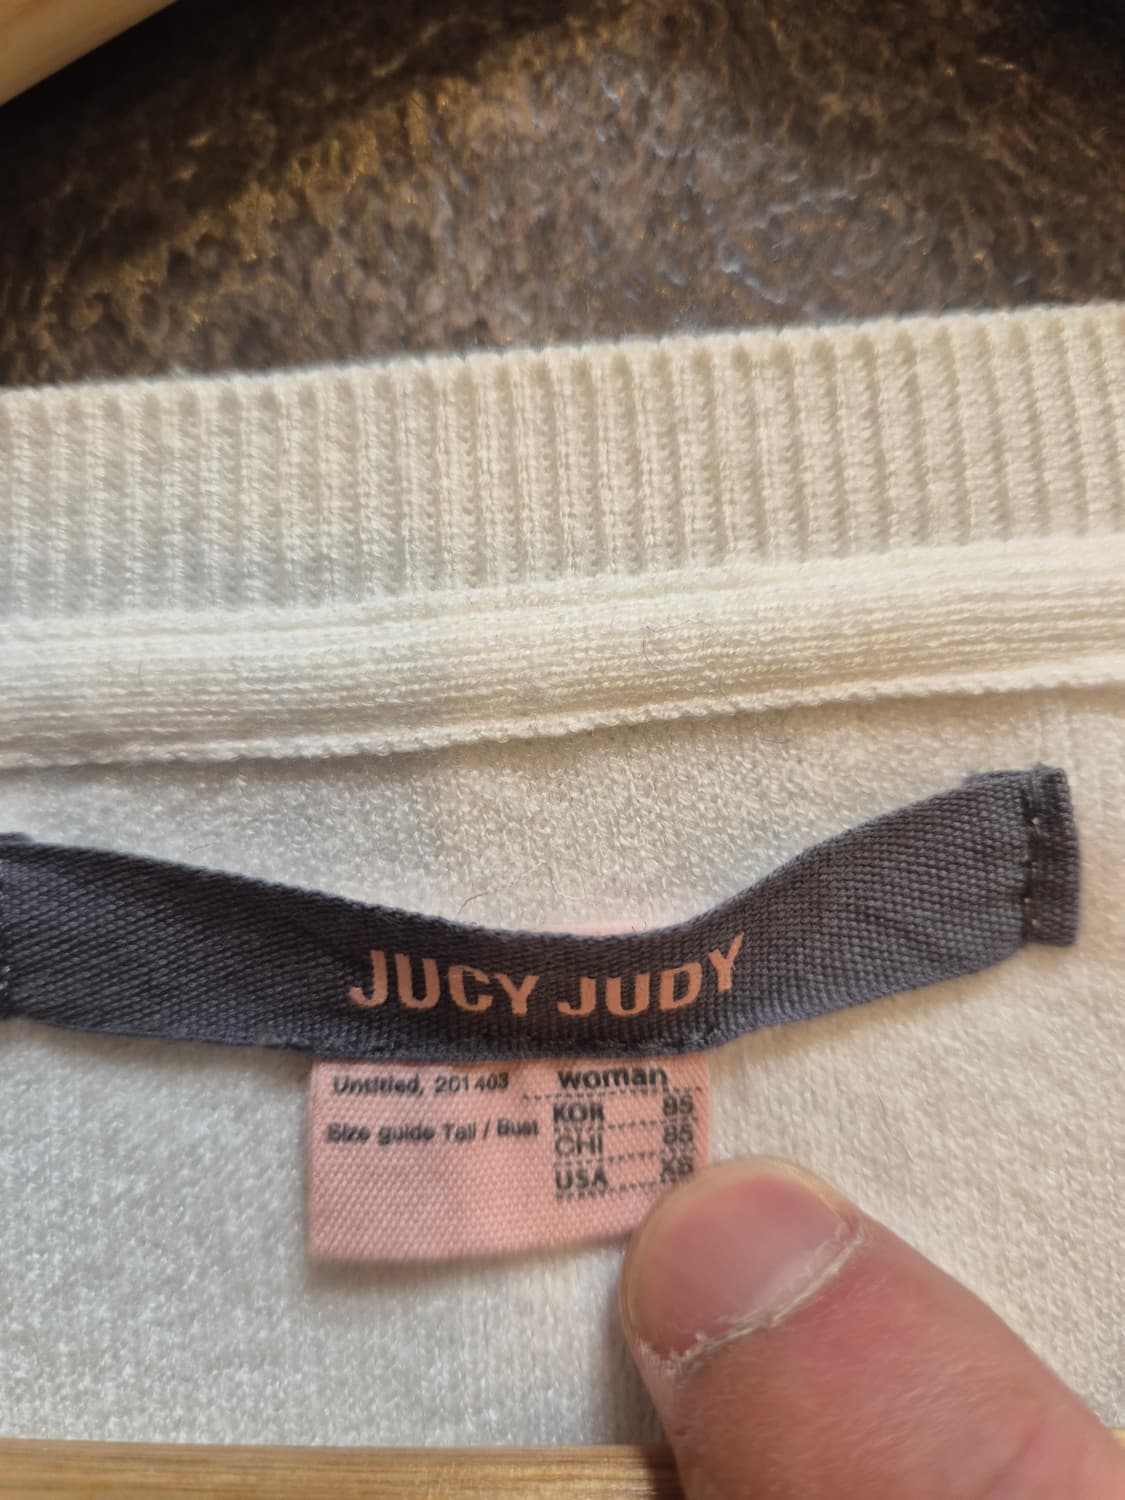 JUCY JUDY
Untitled, 201403
Size guide Tall / Bust
woman
KOR 85
CHI 85
USA XS